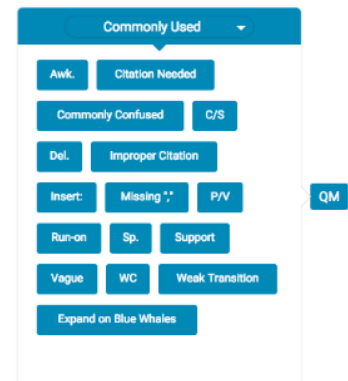 Commonly Used
Awk. Citation Needed
Commonly Confused C/S
Del. Improper Citation
Insert: Missing "," P/V
QM
Run-on Sp. Support
Vague WC Weak Transition
Expand on Blue Whales